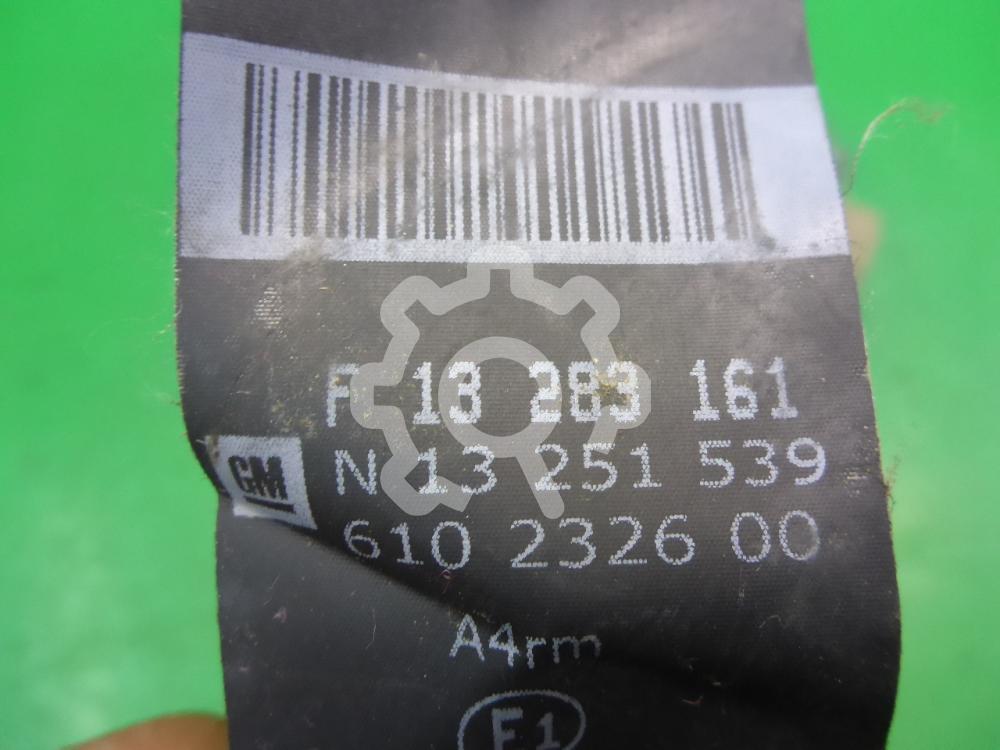 P 13 283 161
GM
N 13 251 539
610 2326 00
A4rm
E1